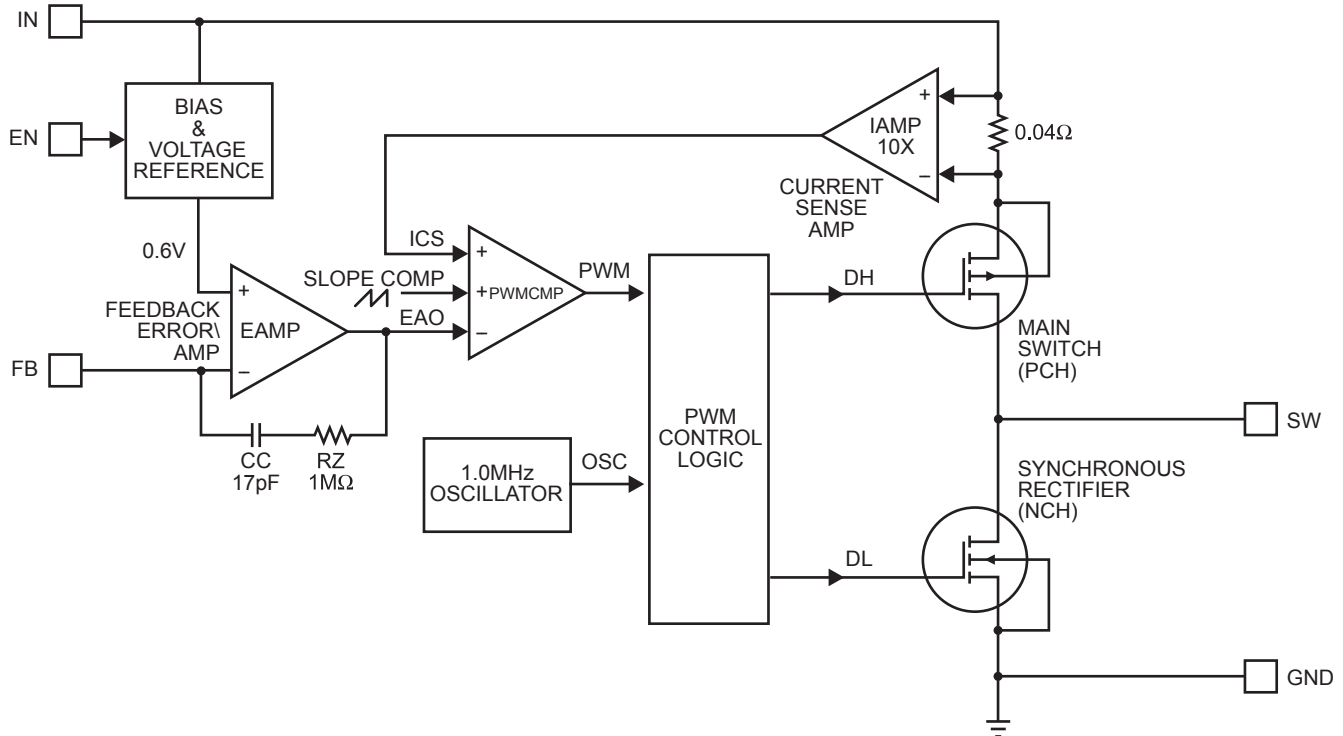 IN
BIAS
&
VOLTAGE
REFERENCE
EN
+
IAMP
10X
–
0.04Ω
CURRENT
SENSE
AMP
0.6V
ICS
+
SLOPE COMP
+
PWMCMP
PWM
EAO
–
FEEDBACK
ERROR\
AMP
+
EAMP
–
FB
CC
17pF
RZ
1MΩ
1.0MHz
OSCILLATOR
OSC
PWM
CONTROL
LOGIC
DH
MAIN
SWITCH
(PCH)
SW
SYNCHRONOUS
RECTIFIER
(NCH)
DL
GND